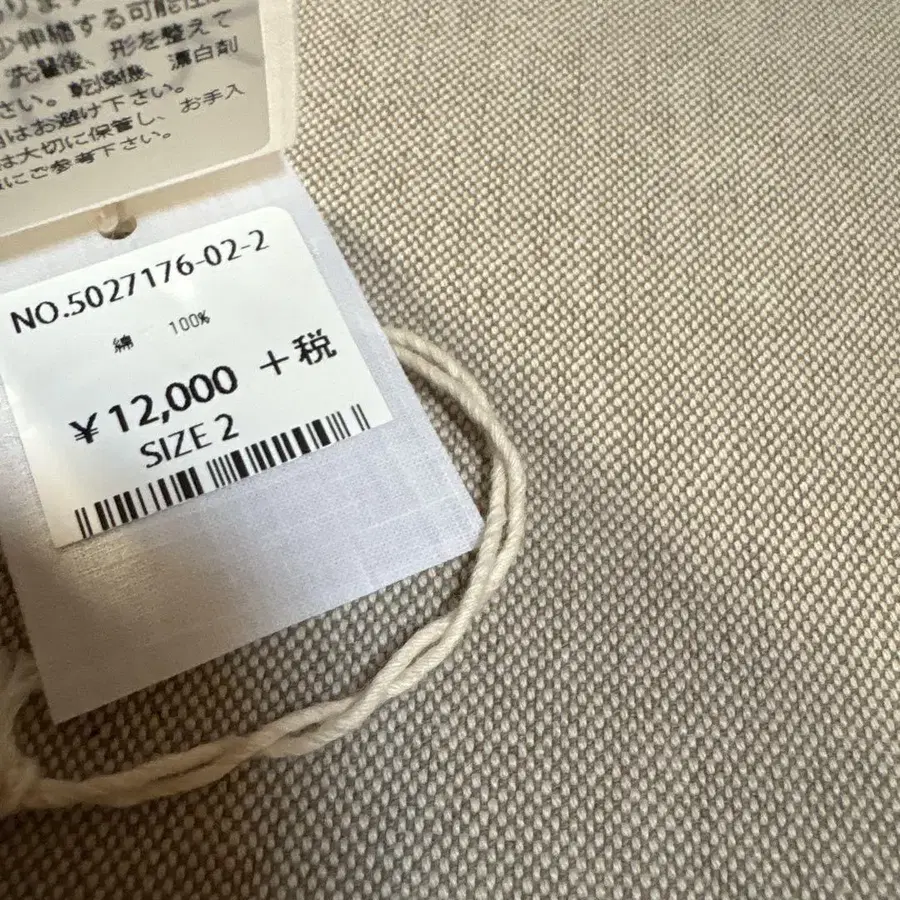 少伸縮する可能性
洗濯後、形を整えて
さい。乾燥機、漂白剤
はお避け下さい。
は大切に保管し、お手入
にご参考下さい。
NO.5027176-02-2
綿 100%
¥12,000 +税
SIZE 2